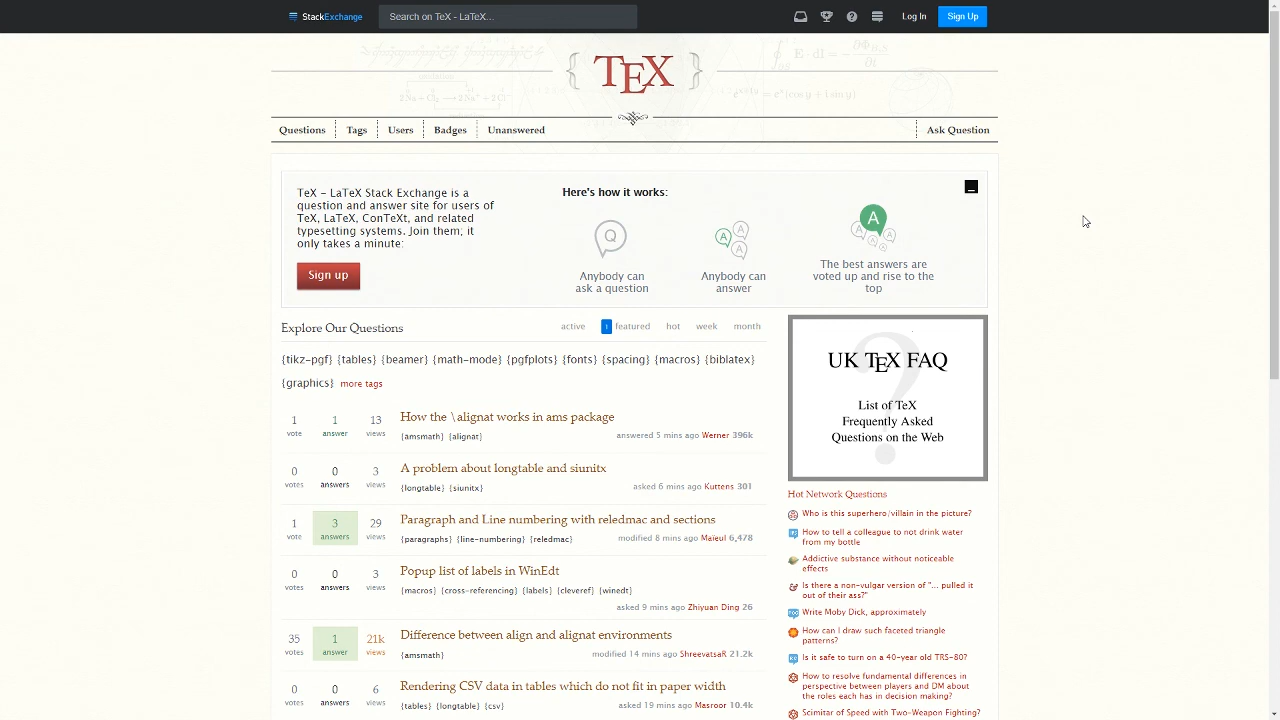 StackExchange
Search on TeX - LaTeX...
Log In
Sign Up
{ TEX }
Questions
Tags
Users
Badges
Unanswered
Ask Question
TeX - LaTeX Stack Exchange is a
question and answer site for users of
TeX, LaTeX, ConTeXt, and related
typesetting systems. Join them; it
only takes a minute:
Sign up
Here's how it works:
Q
Anybody can
ask a question
A A A
Anybody can
answer
A
The best answers are
voted up and rise to the
top
Explore Our Questions
active
featured
hot
week
month
{tikz-pgf} {tables} {beamer} {math-mode} {pgfplots} {fonts} {spacing} {macros} {biblatex}
{graphics} more tags
1 vote 1 answer 13 views
How the \alignat works in ams package
{amsmath} {alignat}
answered 5 mins ago Werner 396k
0 votes 0 answers 3 views
A problem about longtable and siunitx
{longtable} {siunitx}
asked 6 mins ago Kuttens 301
1 vote 3 answers 29 views
Paragraph and Line numbering with reledmac and sections
{paragraphs} {line-numbering} {reledmac}
modified 8 mins ago Maïeul 6,478
0 votes 0 answers 3 views
Popup list of labels in WinEdt
{macros} {cross-referencing} {labels} {cleveref} {winedt}
asked 9 mins ago Zhiyuan Ding 26
35 votes 1 answer 21k views
Difference between align and alignat environments
{amsmath}
modified 14 mins ago ShreevatsaR 21.2k
0 votes 0 answers 6 views
Rendering CSV data in tables which do not fit in paper width
{tables} {longtable} {csv}
asked 19 mins ago Masroor 10.4k
UK TEX FAQ
List of TeX
Frequently Asked
Questions on the Web
Hot Network Questions
Who is this superhero/villain in the picture?
How to tell a colleague to not drink water
from my bottle
Addictive substance without noticeable
effects
Is there a non-vulgar version of "... pulled it
out of their ass?"
Write Moby Dick, approximately
How can I draw such faceted triangle
patterns?
Is it safe to turn on a 40-year old TRS-80?
How to resolve fundamental differences in
perspective between players and DM about
the roles each has in decision making?
Scimitar of Speed with Two-Weapon Fighting?